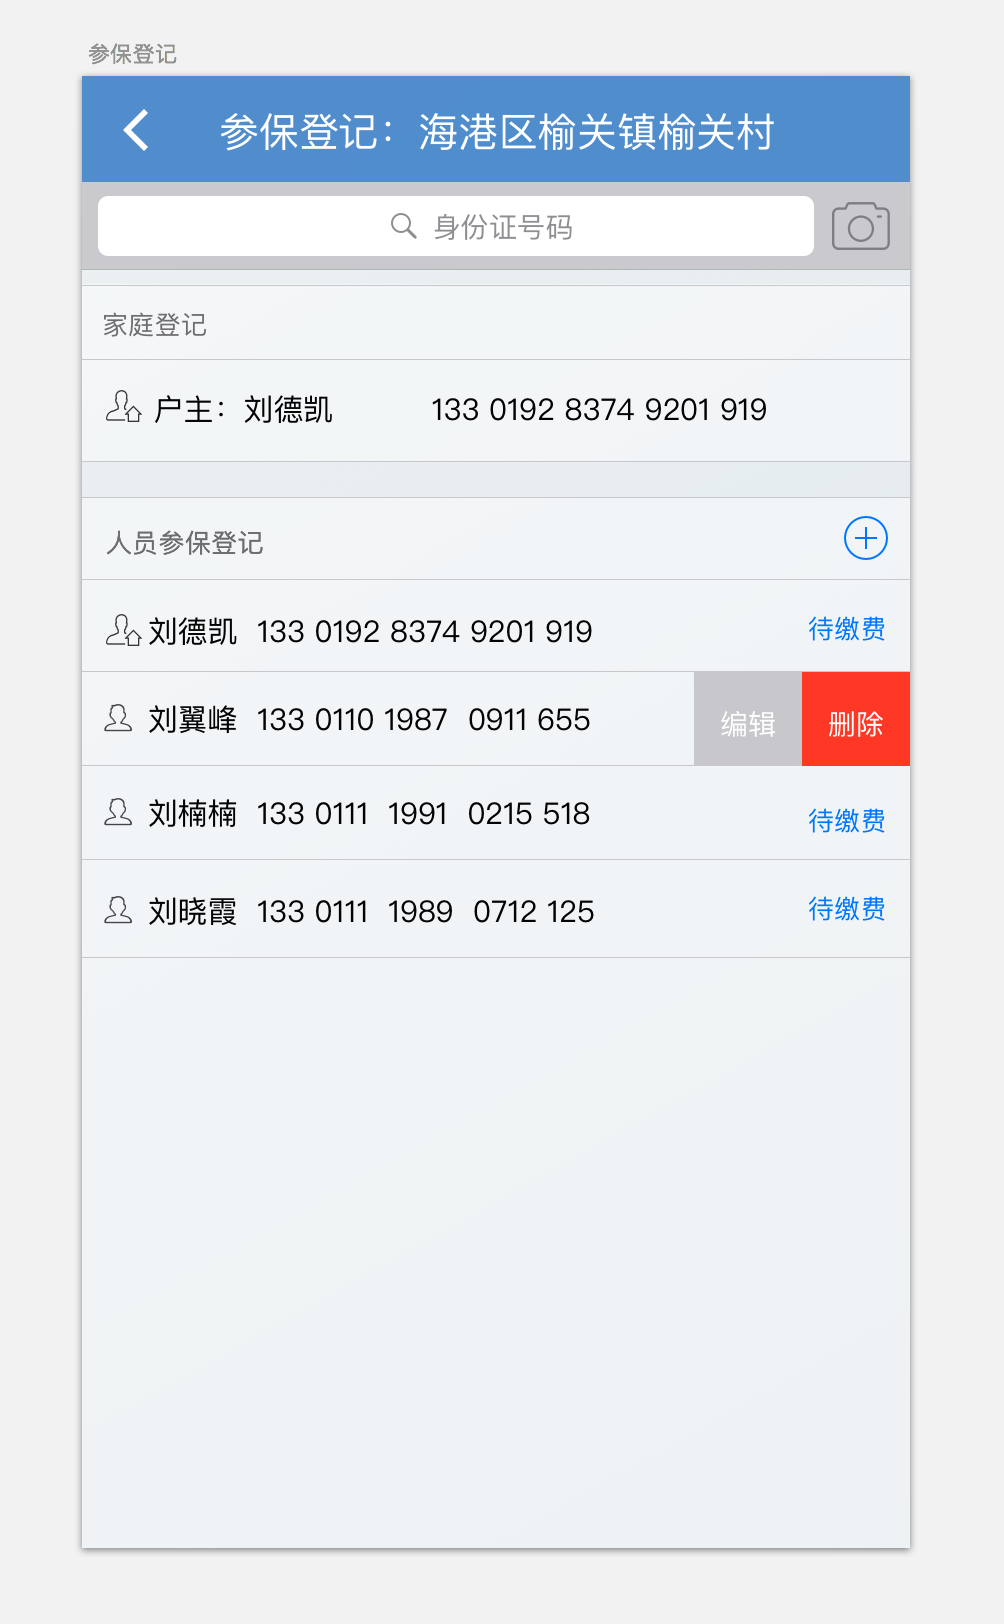 参保登记
参保登记：海港区榆关镇榆关村
身份证号码
家庭登记
户主：刘德凯 133 0192 8374 9201 919
人员参保登记
刘德凯 133 0192 8374 9201 919 待缴费
刘翼峰 133 0110 1987 0911 655 编辑 删除
刘楠楠 133 0111 1991 0215 518 待缴费
刘晓霞 133 0111 1989 0712 125 待缴费